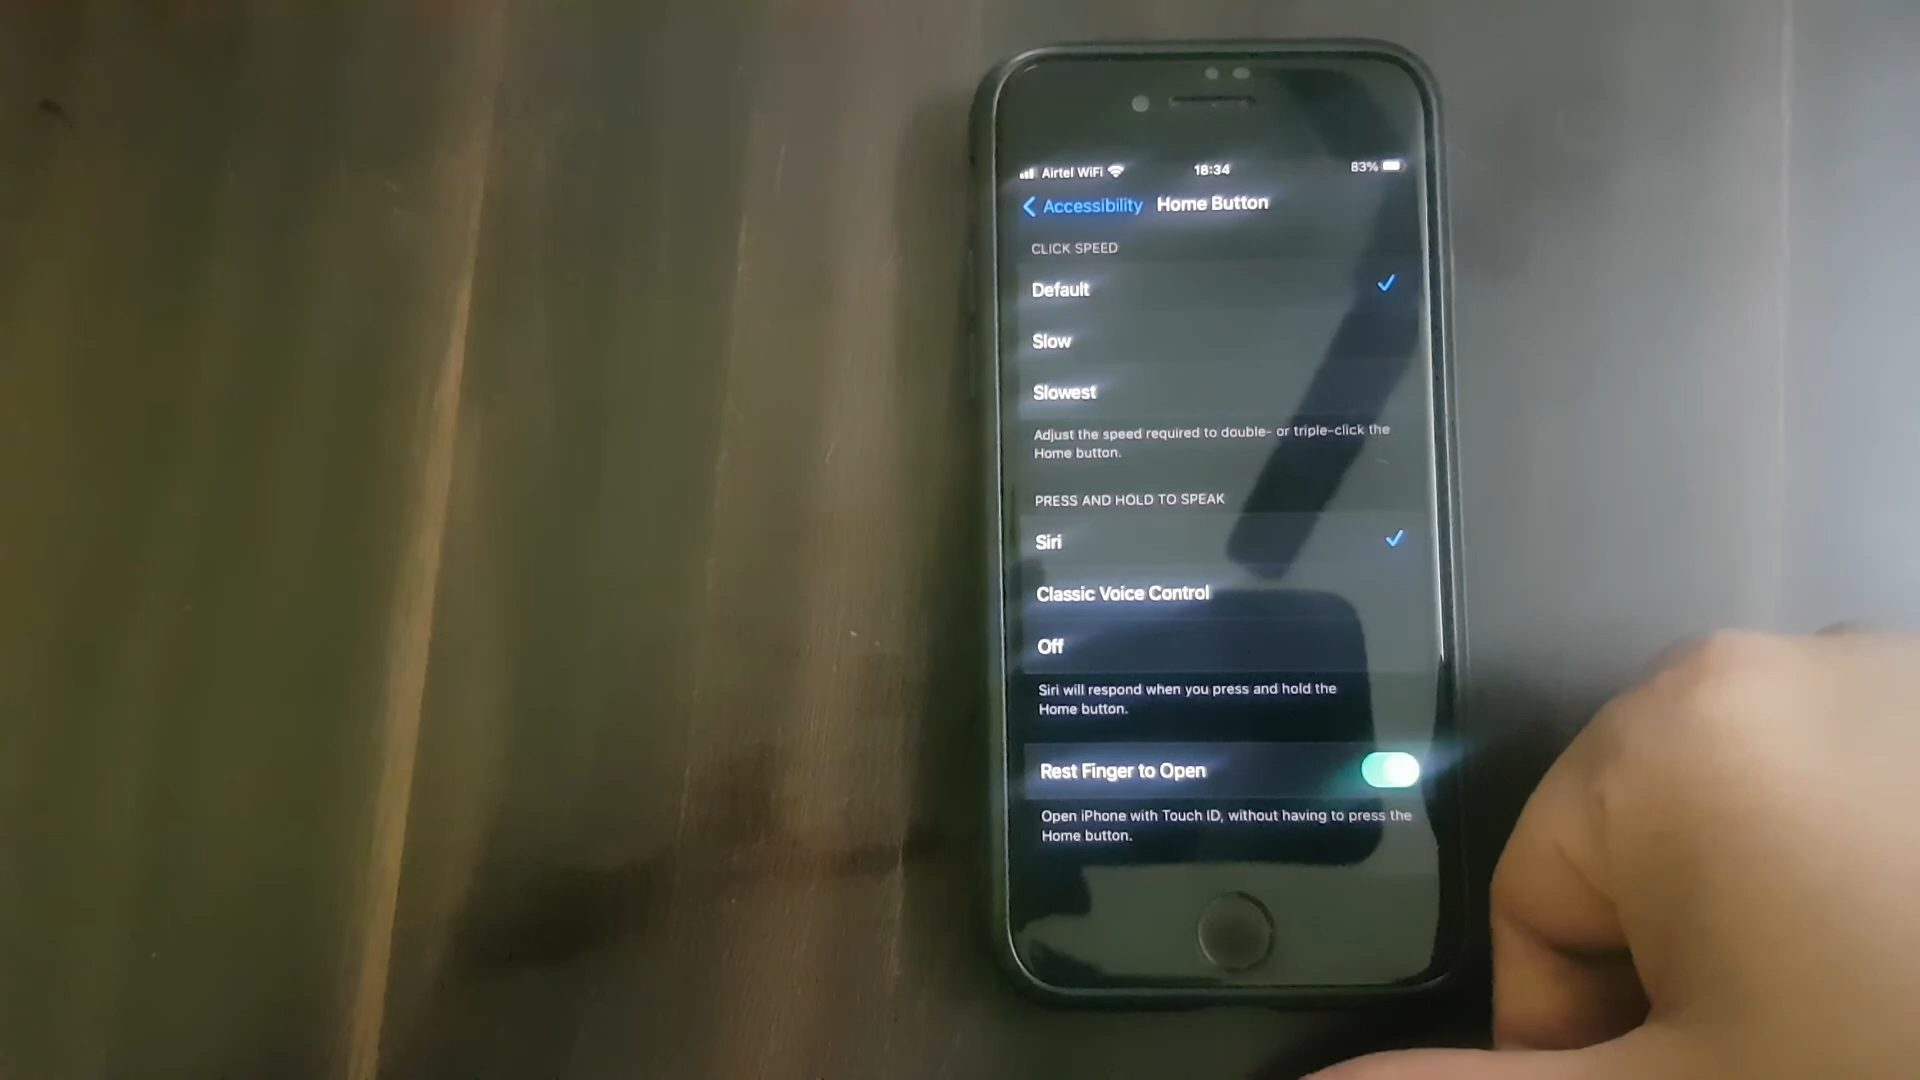 Airtel WiFi 18:34 83%
Accessibility Home Button
CLICK SPEED
Default
Slow
Slowest
Adjust the speed required to double- or triple-click the
Home button.
PRESS AND HOLD TO SPEAK
Siri
Classic Voice Control
Off
Siri will respond when you press and hold the
Home button.
Rest Finger to Open
Open iPhone with Touch ID, without having to press the
Home button.